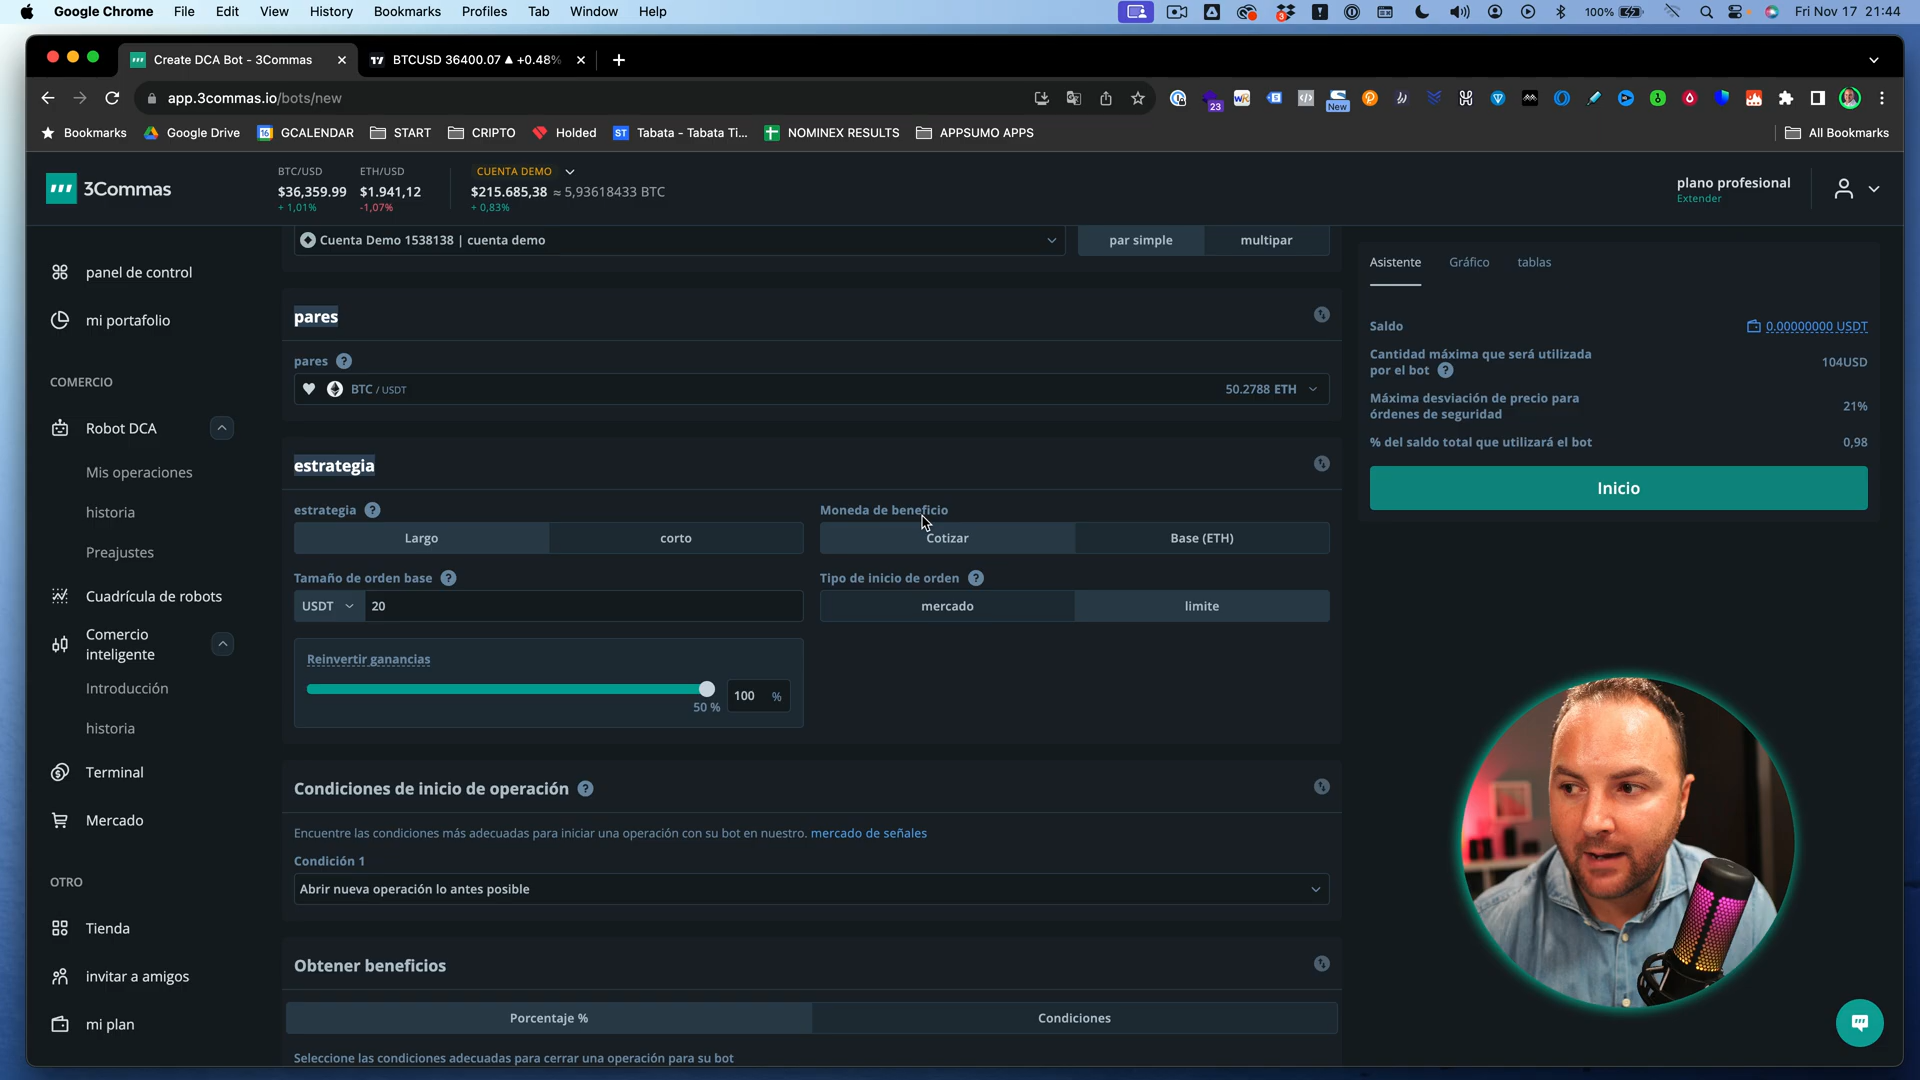 Google Chrome File Edit View History Bookmarks Profiles Tab Window Help 3 100% Fri Nov 17 21:44
Create DCA Bot - 3Commas BTCUSD 36400.07 ▲ +0.48%
app.3commas.io/bots/new 23 New
Bookmarks Google Drive 16 GCALENDAR START CRIPTO Holded ST Tabata - Tabata Ti... NOMINEX RESULTS APPSUMO APPS All Bookmarks
3Commas
BTC/USD ETH/USD CUENTA DEMO
$36,359.99 $1.941,12 $215.685,38 ≈ 5,93618433 BTC
+ 1,01% -1,07% + 0,83%
plano profesional
Extender
panel de control
mi portafolio
COMERCIO
Robot DCA
Mis operaciones
historia
Preajustes
Cuadrícula de robots
Comercio
inteligente
Introducción
historia
Terminal
Mercado
OTRO
Tienda
invitar a amigos
mi plan
Cuenta Demo 1538138 | cuenta demo par simple multipar
pares
pares ?
BTC / USDT 50.2788 ETH
estrategia
estrategia ? Moneda de beneficio
Largo corto Cotizar Base (ETH)
Tamaño de orden base ? Tipo de inicio de orden ?
USDT 20 mercado limite
Reinvertir ganancias
100 %
50 %
Condiciones de inicio de operación ?
Encuentre las condiciones más adecuadas para iniciar una operación con su bot en nuestro. mercado de señales
Condición 1
Abrir nueva operación lo antes posible
Obtener beneficios
Porcentaje % Condiciones
Seleccione las condiciones adecuadas para cerrar una operación para su bot
Asistente Gráfico tablas
Saldo 0.00000000 USDT
Cantidad máxima que será utilizada
por el bot ? 104USD
Máxima desviación de precio para
órdenes de seguridad 21%
% del saldo total que utilizará el bot 0,98
Inicio